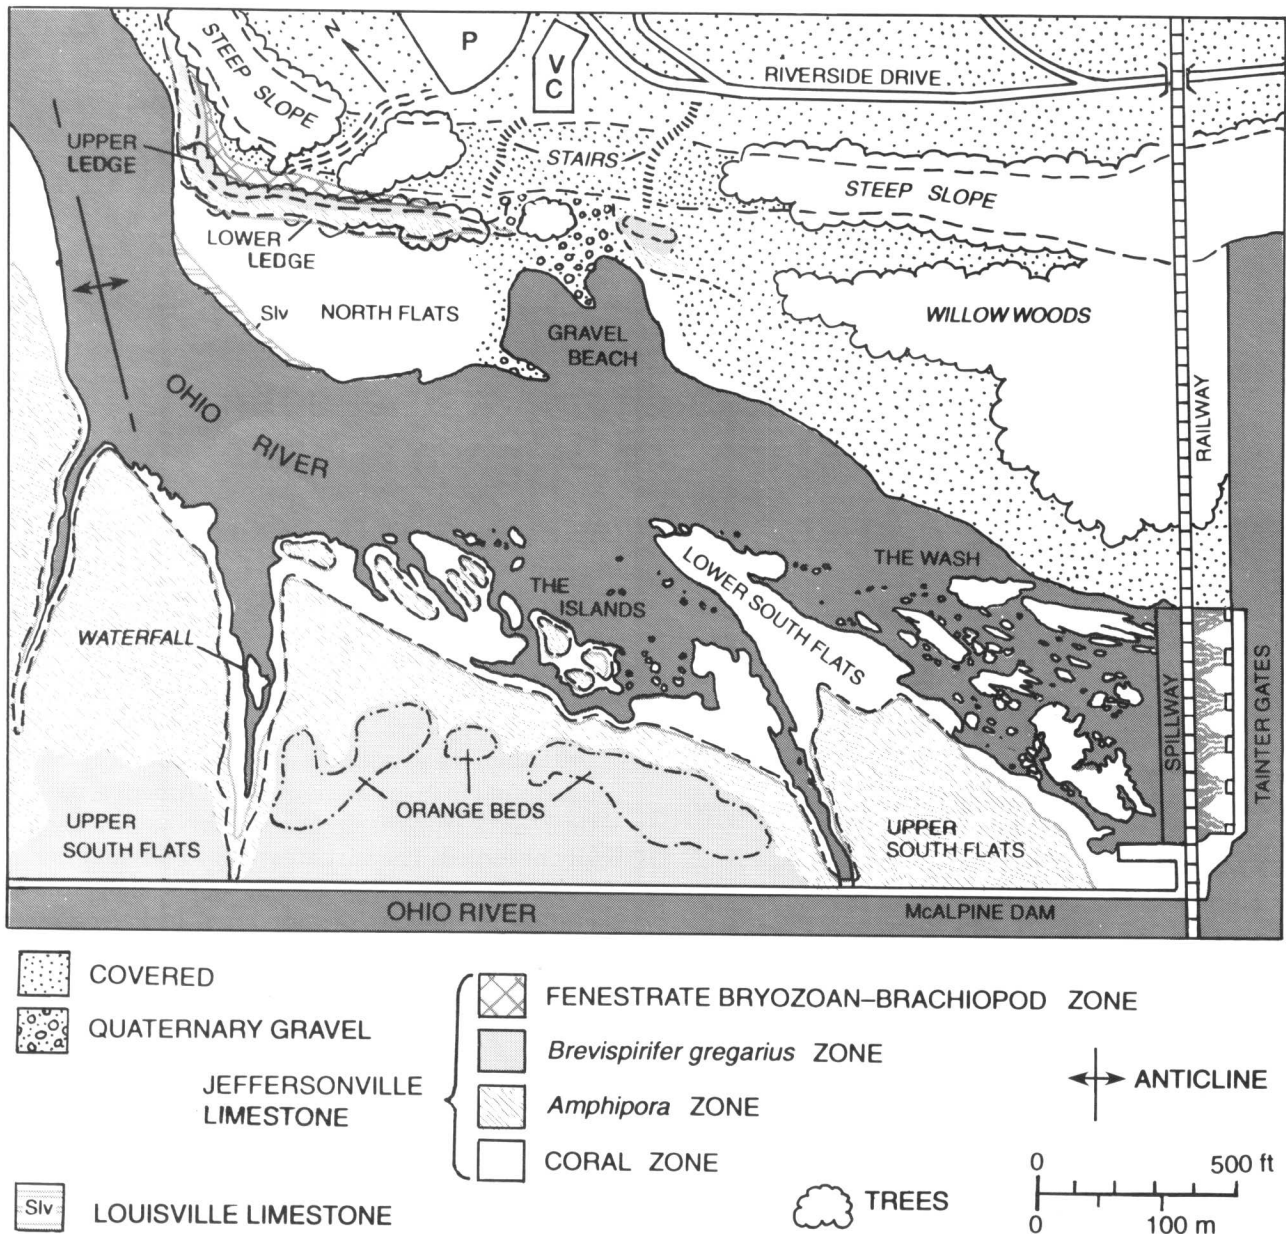 P
V
C
N
STEEP
SLOPE
RIVERSIDE DRIVE
UPPER
LEDGE
STAIRS
STEEP SLOPE
LOWER
LEDGE
Slv
NORTH FLATS
GRAVEL
BEACH
WILLOW WOODS
OHIO
RIVER
RAILWAY
THE WASH
THE
ISLANDS
LOWER SOUTH FLATS
WATERFALL
SPILLWAY
TAINTER GATES
ORANGE BEDS
UPPER
SOUTH FLATS
UPPER
SOUTH FLATS
OHIO RIVER
McALPINE DAM
COVERED
QUATERNARY GRAVEL
JEFFERSONVILLE
LIMESTONE
FENESTRATE BRYOZOAN–BRACHIOPOD ZONE
Brevispirifer gregarius ZONE
Amphipora ZONE
CORAL ZONE
ANTICLINE
0 500 ft
0 100 m
TREES
Slv
LOUISVILLE LIMESTONE